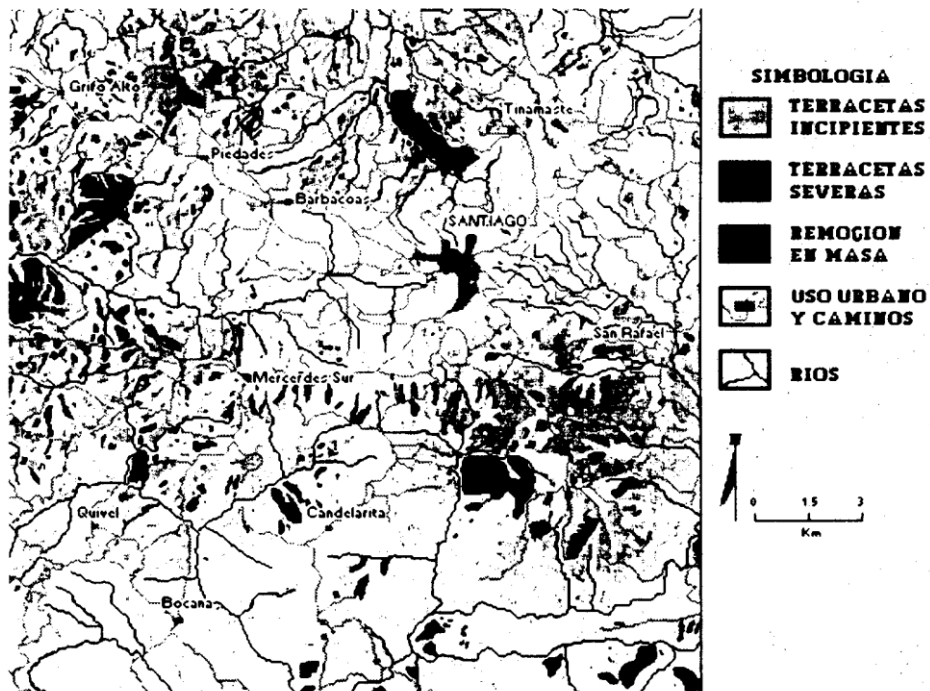 SIMBOLOGIA
TERRACETAS
INCIPIENTES
TERRACETAS
SEVERAS
REMOCION
EN MASA
USO URBANO
Y CAMINOS
RIOS
0 1.5 3
Km
Grifo Alto
Tinamaste
Piedades
Barbacoas
SANTIAGO
San Rafael
Mercerdes Sur
Quivel
Candelarita
Bocana